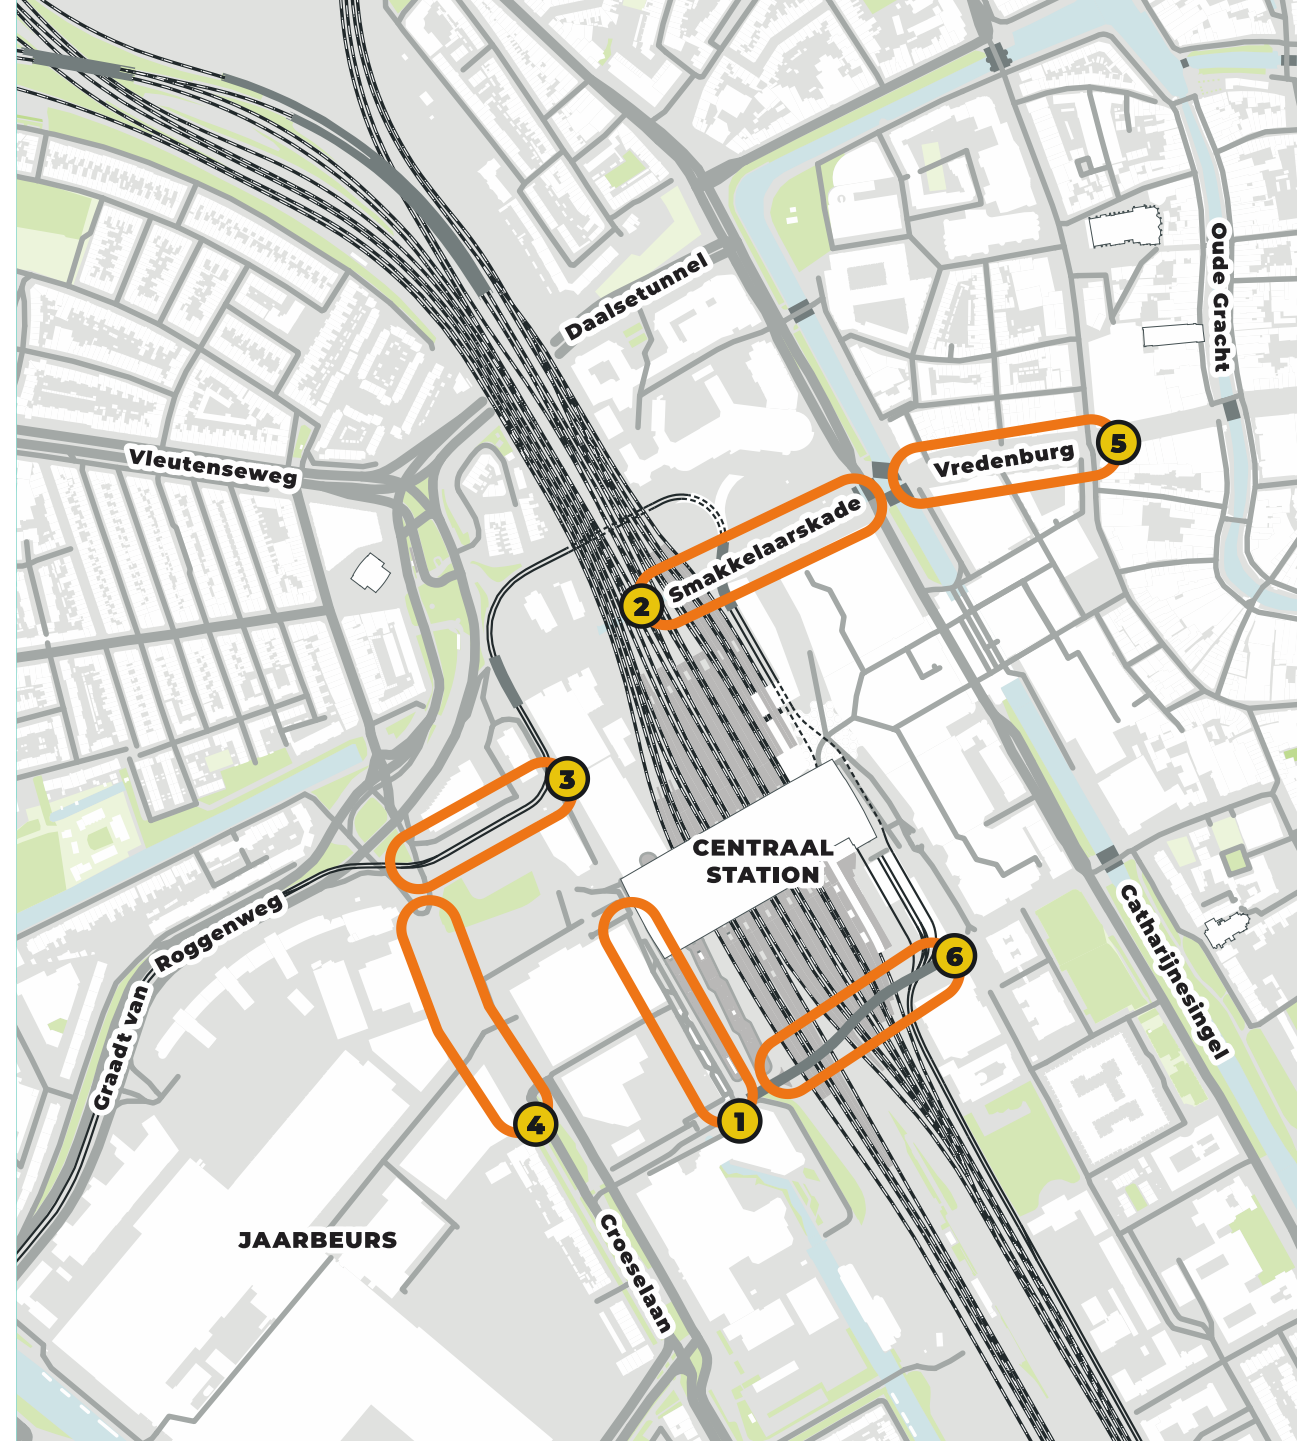 Oude Gracht
Daalsetunnel
5
Vredenburg
Vleutenseweg
Smakkelaarskade
2
3
CENTRAAL
STATION
Roggenweg
Graadt van
Catharijnesingel
6
4
1
JAARBEURS
Croeselaan